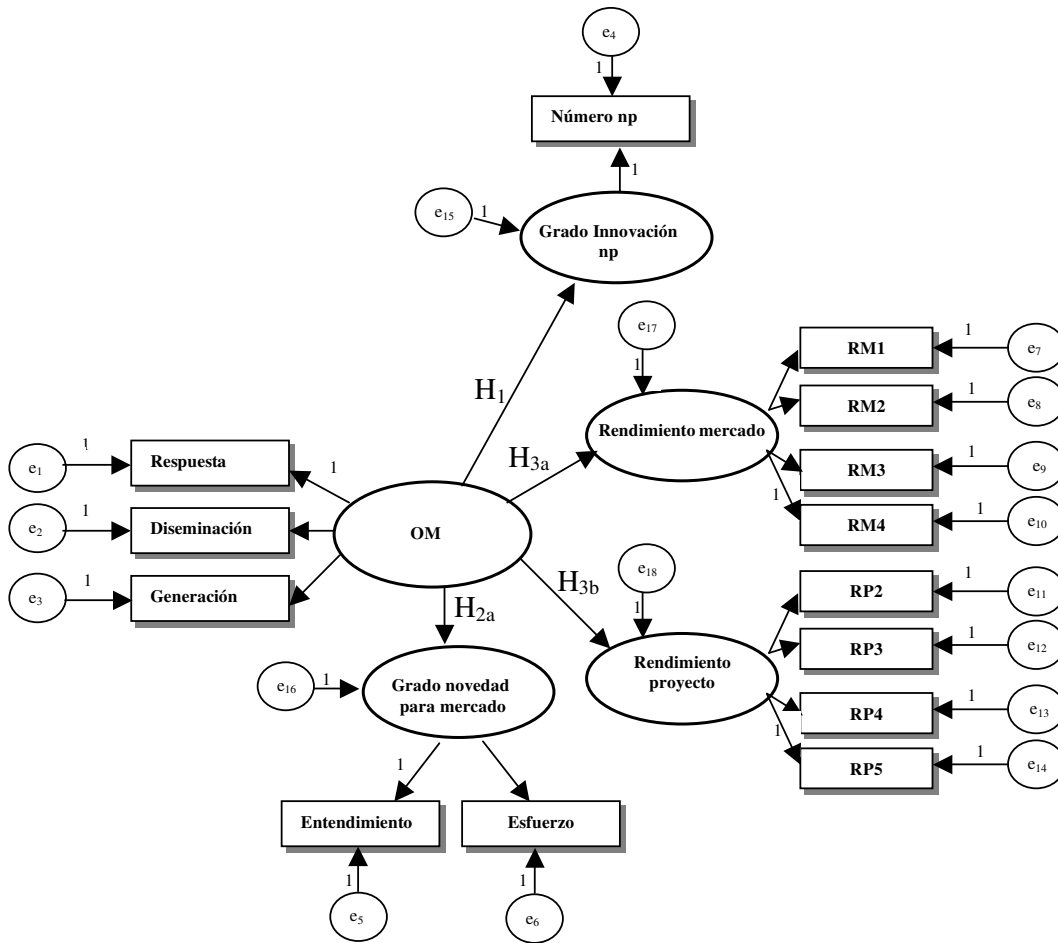 e4
1
Número np
1
e15
1
Grado Innovación
np
e17
1
H1
RM1
1
e7
RM2
1
e8
Rendimiento mercado
RM3
1
e9
1
RM4
1
e10
H3a
e1
1
Respuesta
1
e2
1
Diseminación
OM
e3
1
Generación
H3b
e18
1
H2a
RP2
1
e11
RP3
1
e12
Rendimiento
proyecto
RP4
1
e13
1
RP5
1
e14
e16
1
Grado novedad
para mercado
1
Entendimiento
Esfuerzo
1
1
e5
e6